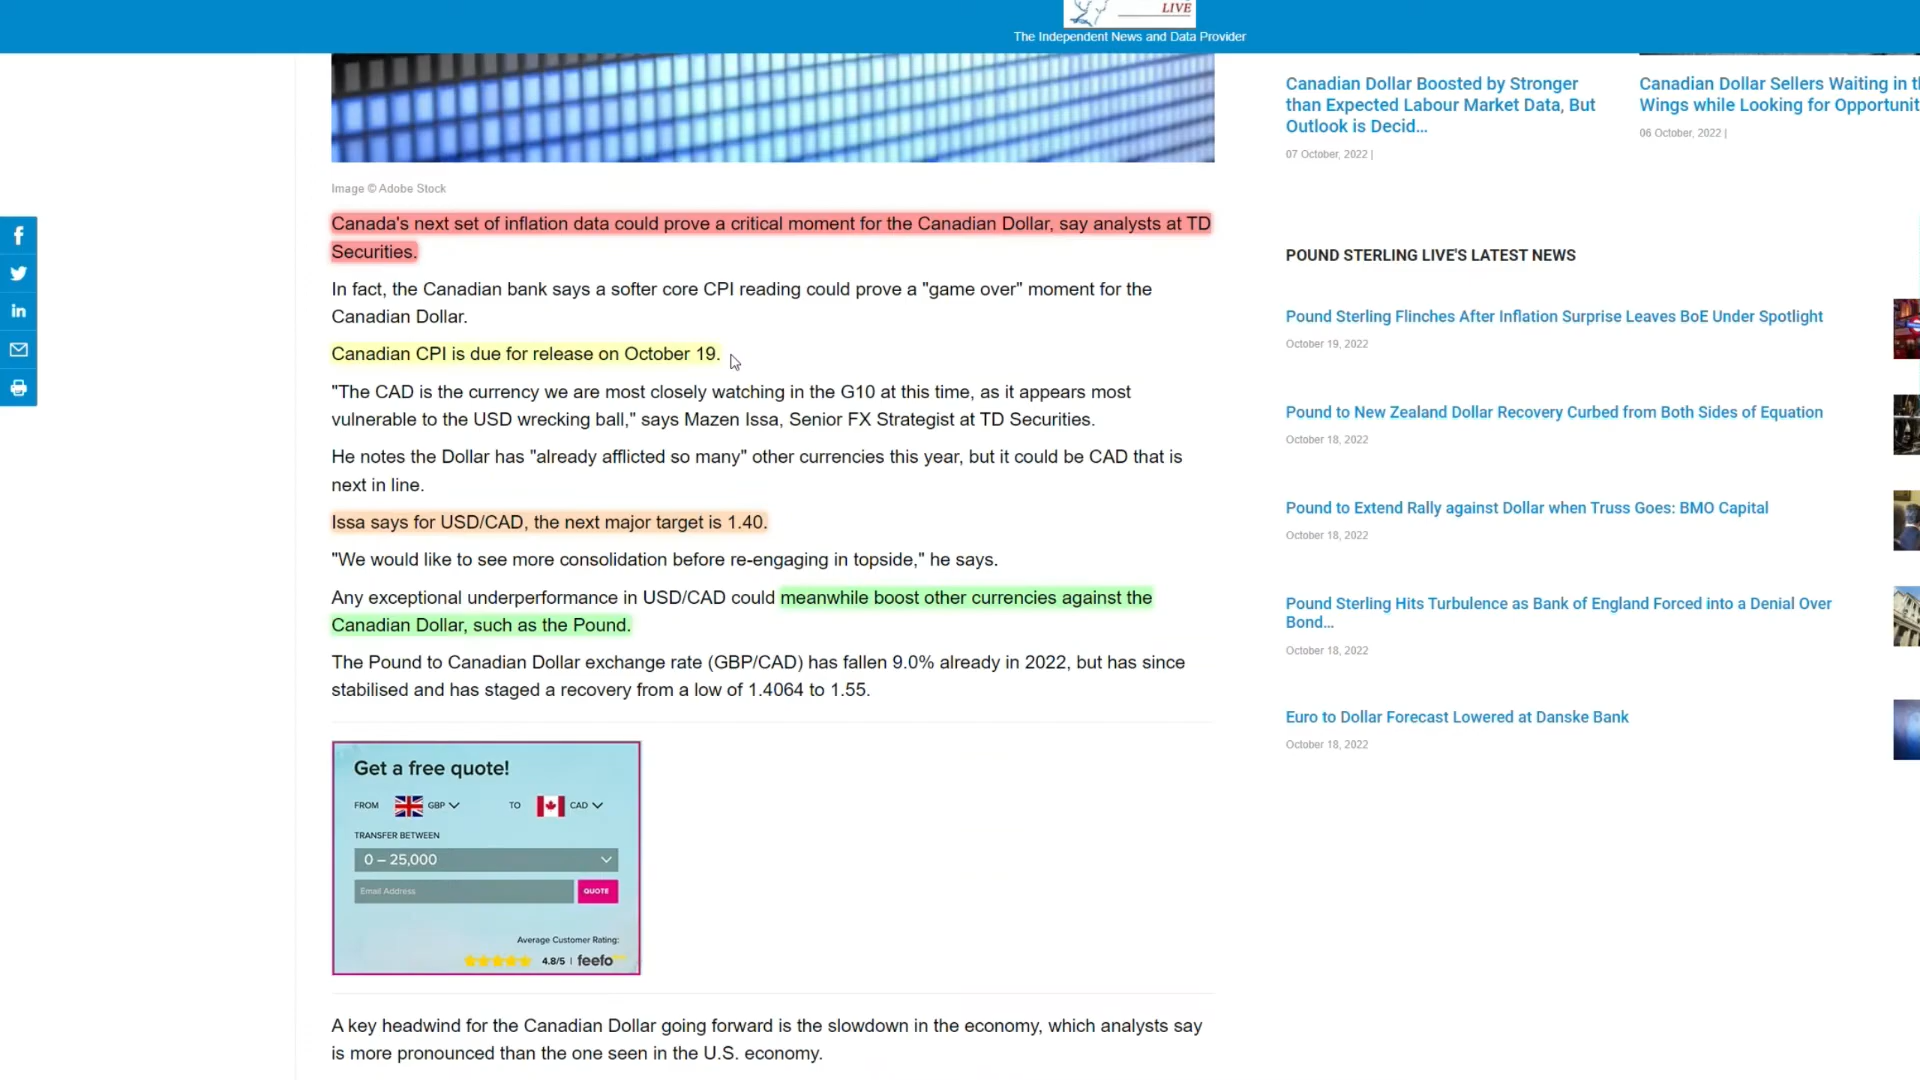 LIVE
The Independent News and Data Provider
Canadian Dollar Boosted by Stronger
than Expected Labour Market Data, But
Outlook is Decid...
07 October, 2022 |
Canadian Dollar Sellers Waiting in
Wings while Looking for
06 October, 2022 |
Image © Adobe Stock
Canada's next set of inflation data could prove a critical moment for the Canadian Dollar, say analysts at TD
Securities.
In fact, the Canadian bank says a softer core CPI reading could prove a "game over" moment for the
Canadian Dollar.
Canadian CPI is due for release on October 19.
"The CAD is the currency we are most closely watching in the G10 at this time, as it appears most
vulnerable to the USD wrecking ball," says Mazen Issa, Senior FX Strategist at TD Securities.
He notes the Dollar has "already afflicted so many" other currencies this year, but it could be CAD that is
next in line.
Issa says for USD/CAD, the next major target is 1.40.
"We would like to see more consolidation before re-engaging in topside," he says.
Any exceptional underperformance in USD/CAD could meanwhile boost other currencies against the
Canadian Dollar, such as the Pound.
The Pound to Canadian Dollar exchange rate (GBP/CAD) has fallen 9.0% already in 2022, but has since
stabilised and has staged a recovery from a low of 1.4064 to 1.55.
Get a free quote!
FROM GBP TO CAD
TRANSFER BETWEEN
0 – 25,000
Email Address QUOTE
Average Customer Rating:
4.8/5 | feefo
A key headwind for the Canadian Dollar going forward is the slowdown in the economy, which analysts say
is more pronounced than the one seen in the U.S. economy.
POUND STERLING LIVE'S LATEST NEWS
Pound Sterling Flinches After Inflation Surprise Leaves BoE Under Spotlight
October 19, 2022
Pound to New Zealand Dollar Recovery Curbed from Both Sides of Equation
October 18, 2022
Pound to Extend Rally against Dollar when Truss Goes: BMO Capital
October 18, 2022
Pound Sterling Hits Turbulence as Bank of England Forced into a Denial Over
Bond...
October 18, 2022
Euro to Dollar Forecast Lowered at Danske Bank
October 18, 2022